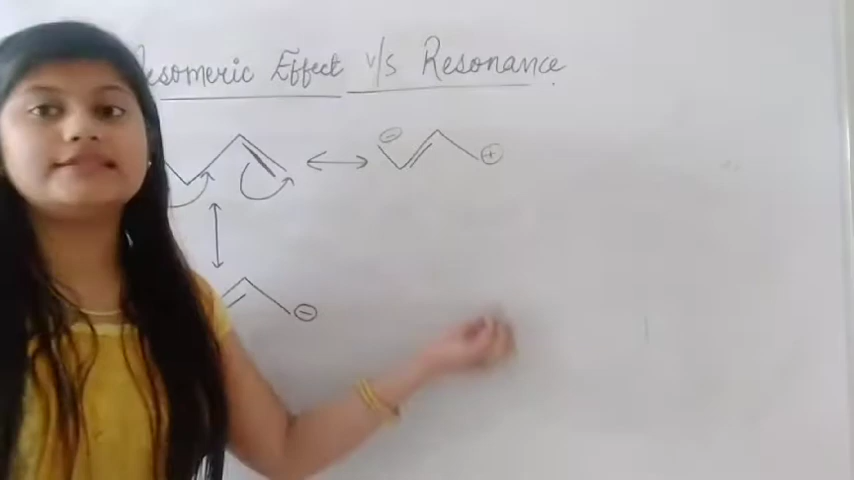 esomeric Effect v/s Resonance.
⊖ ⊕
⊖